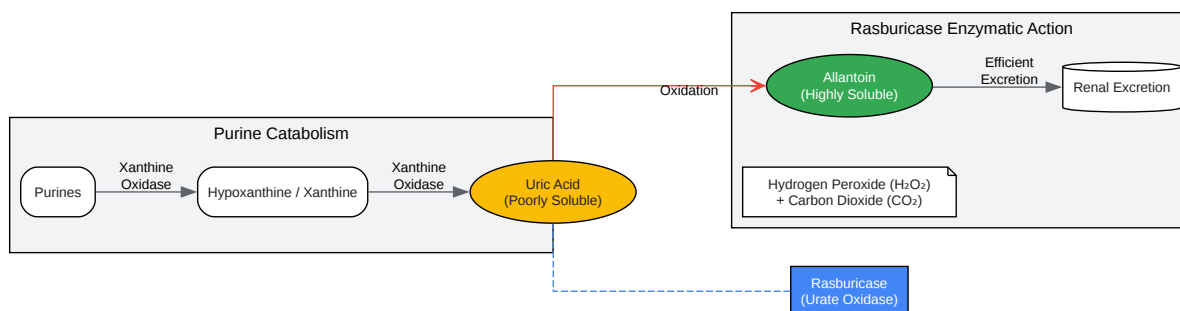 Rasburicase Enzymatic Action
Purine Catabolism
Purines
Xanthine
Oxidase
Hypoxanthine / Xanthine
Xanthine
Oxidase
Uric Acid
(Poorly Soluble)
Oxidation
Allantoin
(Highly Soluble)
Efficient
Excretion
Renal Excretion
Hydrogen Peroxide (H₂O₂)
+ Carbon Dioxide (CO₂)
Rasburicase
(Urate Oxidase)